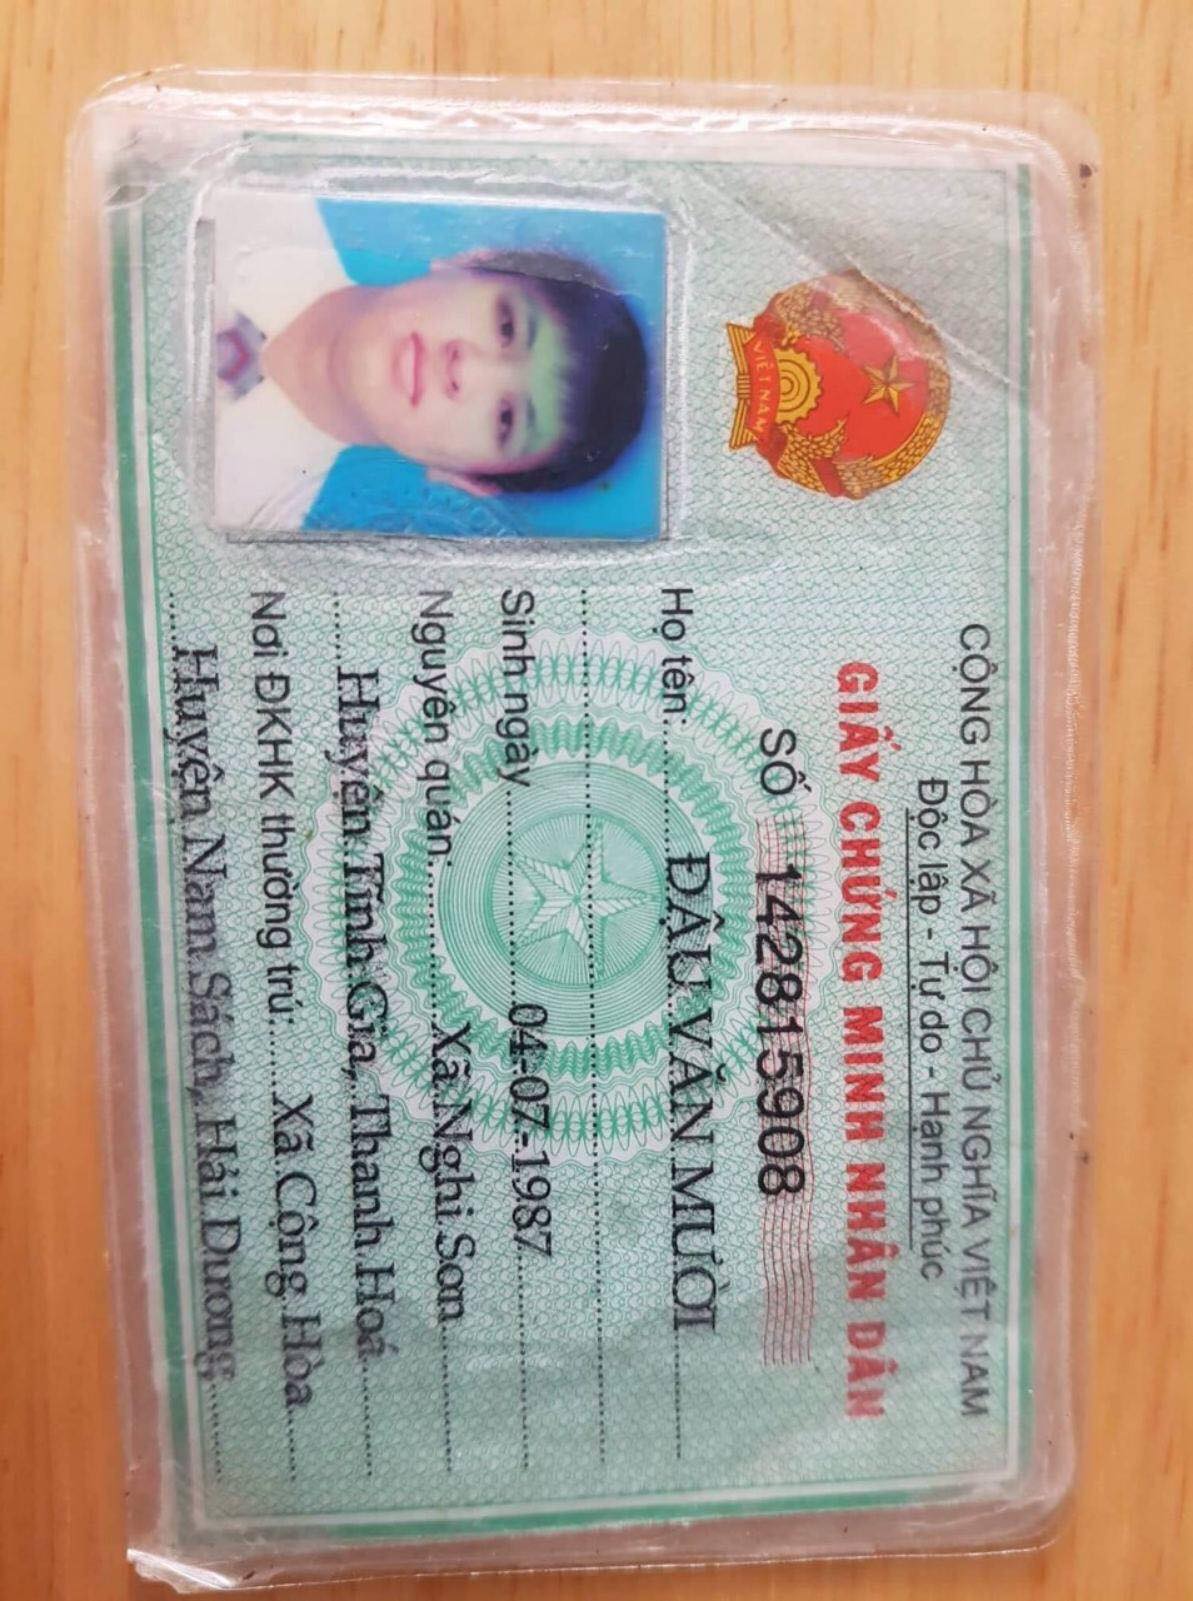 CỘNG HÒA XÃ HỘI CHỦ NGHĨA VIỆT NAM
Độc lập - Tự do - Hạnh phúc
GIẤY CHỨNG MINH NHÂN DÂN
SỐ 142815908
Họ tên: ĐẬU VĂN MƯỜI
Sinh ngày 04-07-1987
Nguyên quán: Xã Nghi Sơn
Huyện Tĩnh Gia, Thanh Hoá
Nơi ĐKHK thường trú: Xã Cộng Hòa
Huyện Nam Sách, Hải Dương
VIỆT NAM